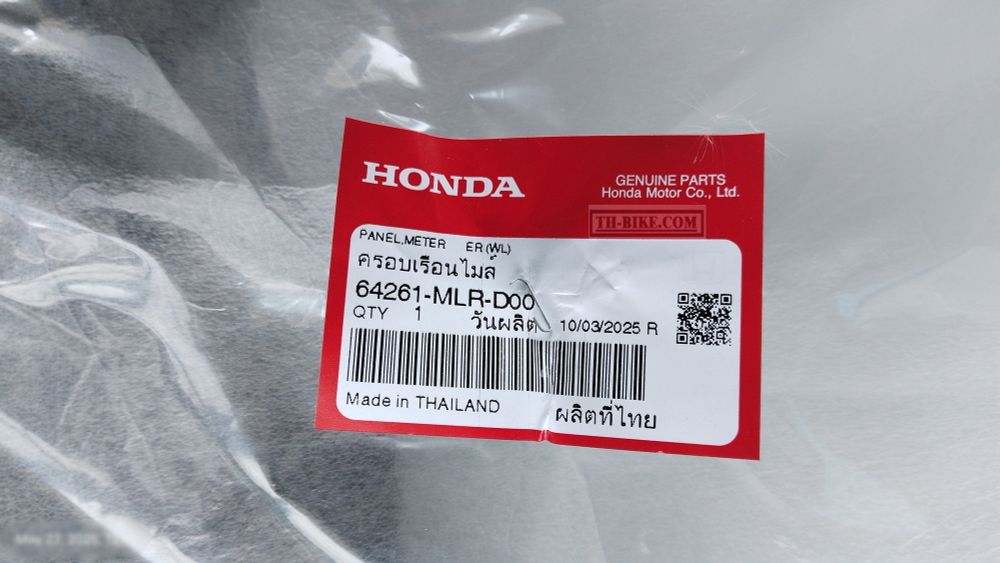 HONDA
GENUINE PARTS
Honda Motor Co., Ltd.
TH-BIKE.COM
PANEL,METER ER(WL)
ครอบเรือนไมล์
64261-MLR-D00
QTY 1 วันผลิต 10/03/2025 R
Made in THAILAND ผลิตที่ไทย